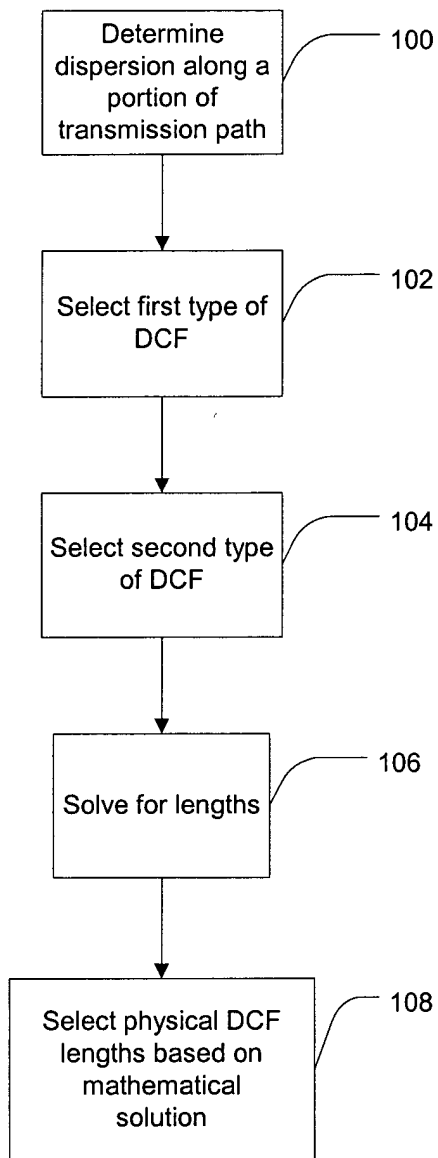 Determine
dispersion along a
portion of
transmission path
100
Select first type of
DCF
102
Select second type
of DCF
104
Solve for lengths
106
Select physical DCF
lengths based on
mathematical
solution
108